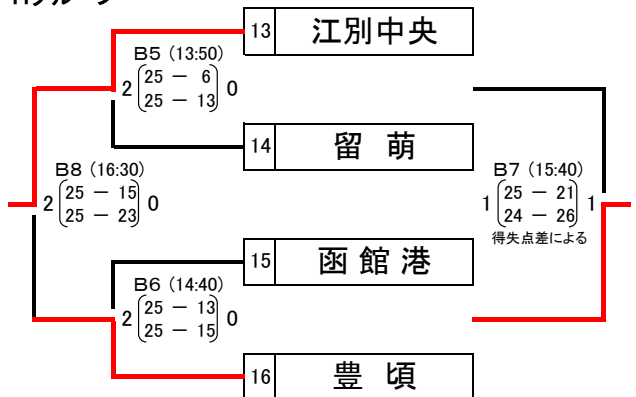 13 江別中央
B5 (13:50)
2 25 － 6 0
25 － 13
14 留 萌
B8 (16:30)
2 25 － 15 0
25 － 23
B7 (15:40)
1 25 － 21 1
24 － 26
得失点差による
15 函館港
B6 (14:40)
2 25 － 13 0
25 － 15
16 豊 頃